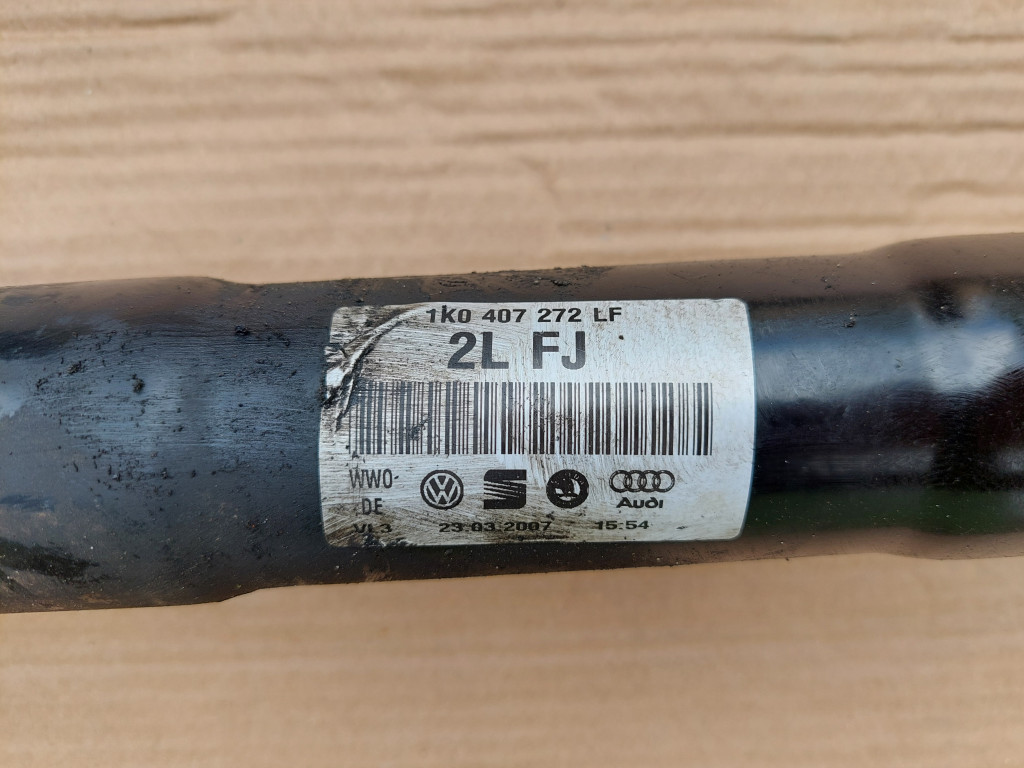 1K0 407 272 LF
2L FJ
WWO-
DE
VL3 23.03.2007 15:54
Audi